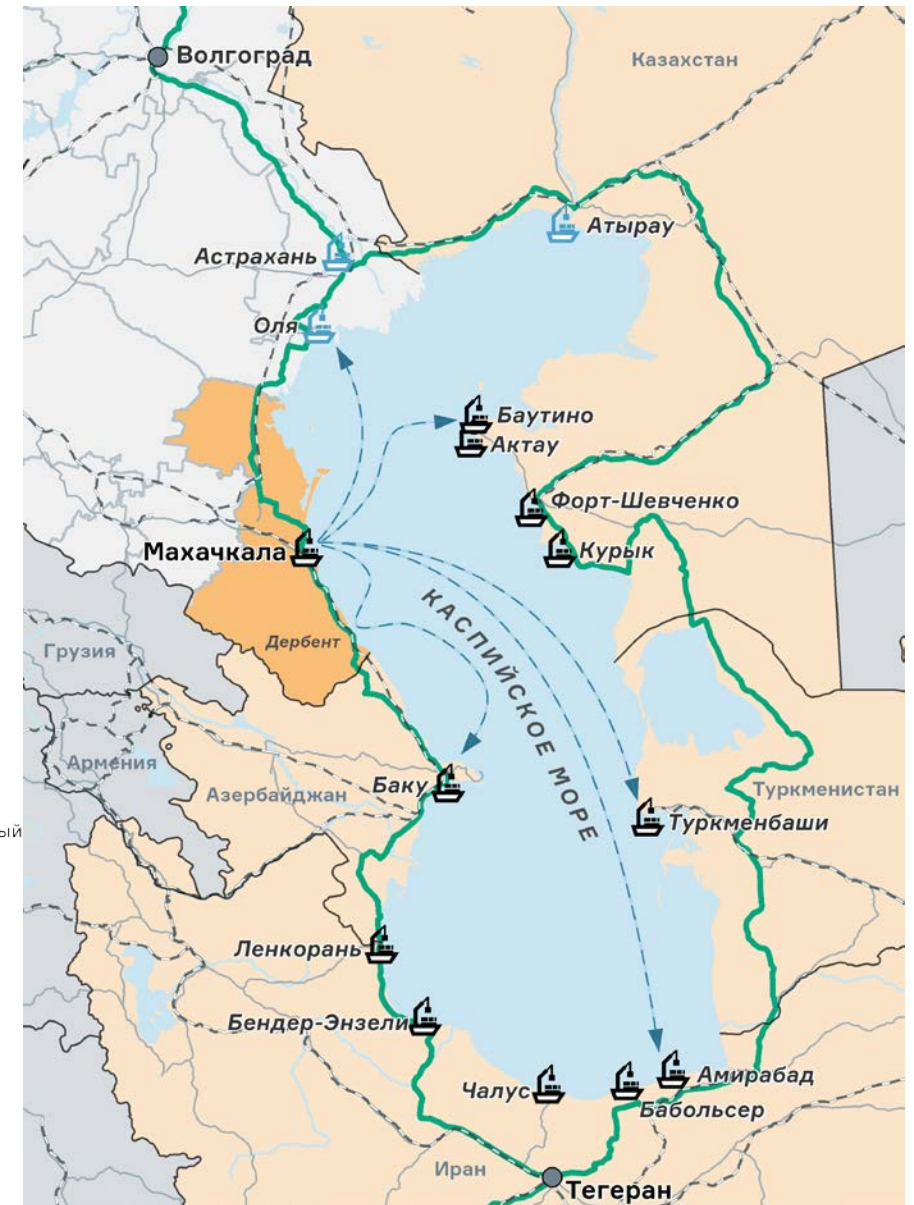 Волгоград
Казахстан
Астрахань
Атырау
Оля
Баутино
Актау
Форт-Шевченко
Махачкала
Курык
КАСПИЙСКОЕ МОРЕ
Дербент
Грузия
Армения
Азербайджан
Баку
Туркменистан
Туркменбаши
ый
Ленкорань
Бендер-Энзели
Чалус
Амирабад
Бабольсер
Иран
Тегеран